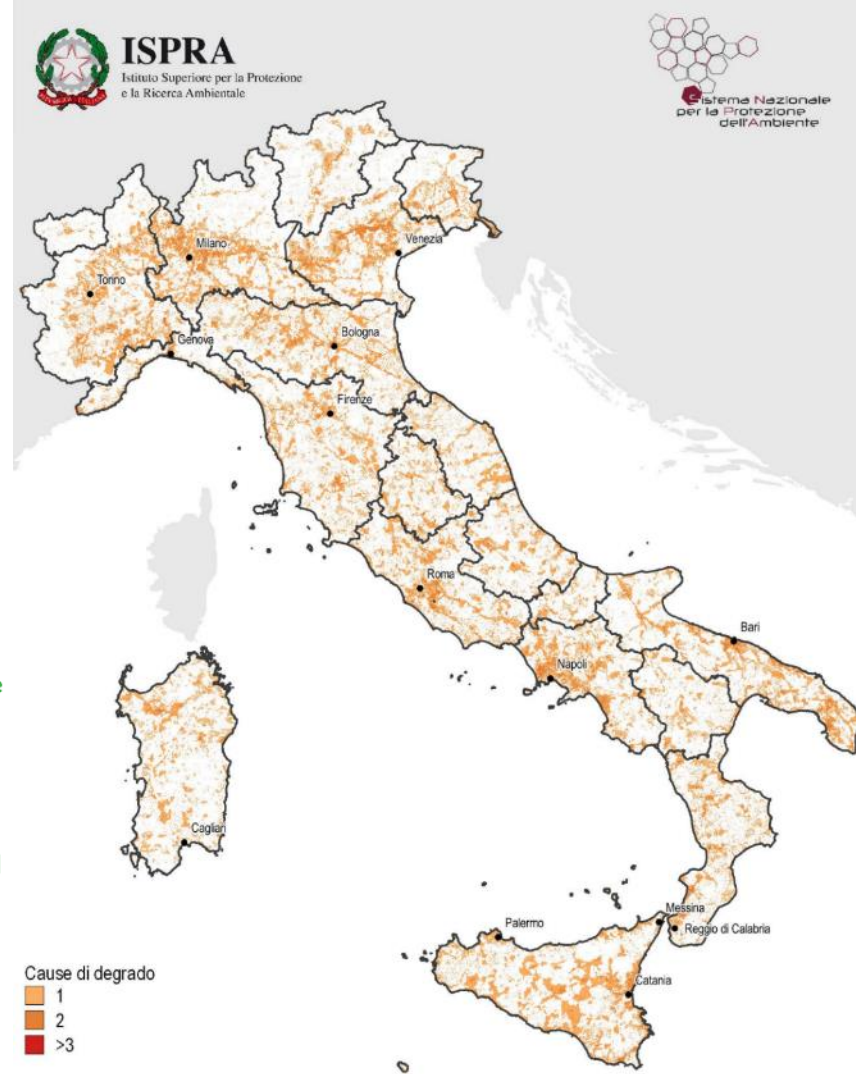 ISPRA
Istituto Superiore per la Protezione
e la Ricerca Ambientale
Sistema Nazionale
per la Protezione
dell'Ambiente
Milano
Venezia
Torino
Genova
Bologna
Firenze
Roma
Bari
Napoli
e
Cagliari
Messina
Palermo
Reggio di Calabria
Catania
Cause di degrado
1
2
>3